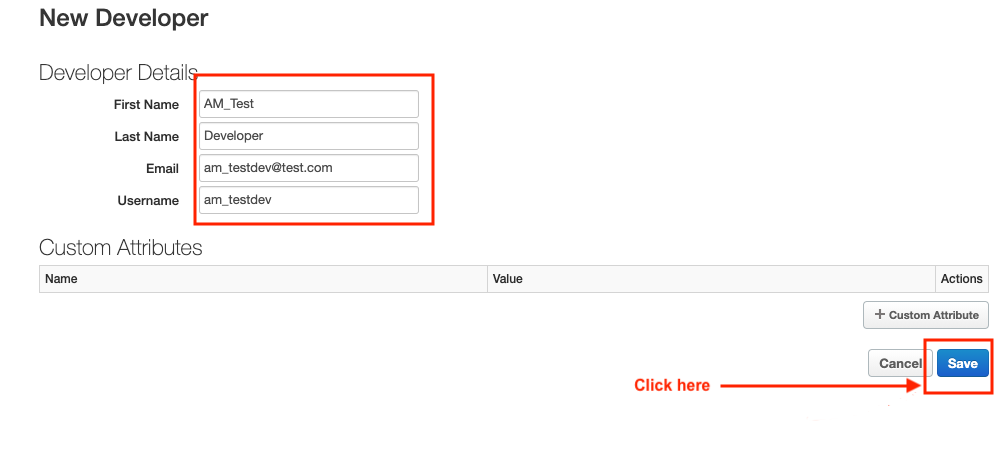 New Developer
Developer Details
First Name AM_Test
Last Name Developer
Email am_testdev@test.com
Username am_testdev
Custom Attributes
Name Value Actions
+ Custom Attribute
Cancel Save
Click here